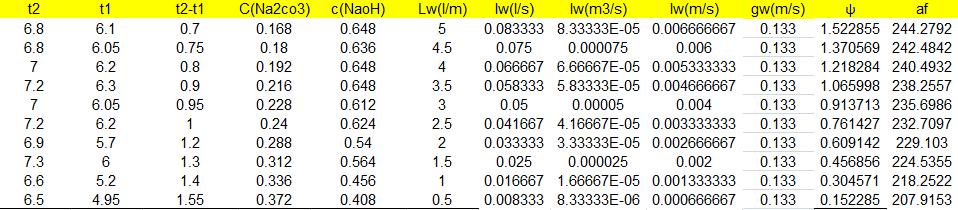 t2 t1 t2-t1 C(Na2co3) c(NaoH) Lw(l/m) lw(l/s) lw(m3/s) lw(m/s) gw(m/s) ψ af
6.8 6.1 0.7 0.168 0.648 5 0.083333 8.33333E-05 0.006666667 0.133 1.522855 244.2792
6.8 6.05 0.75 0.18 0.636 4.5 0.075 0.000075 0.006 0.133 1.370569 242.4842
7 6.2 0.8 0.192 0.648 4 0.066667 6.66667E-05 0.005333333 0.133 1.218284 240.4932
7.2 6.3 0.9 0.216 0.648 3.5 0.058333 5.83333E-05 0.004666667 0.133 1.065998 238.2557
7 6.05 0.95 0.228 0.612 3 0.05 0.00005 0.004 0.133 0.913713 235.6986
7.2 6.2 1 0.24 0.624 2.5 0.041667 4.16667E-05 0.003333333 0.133 0.761427 232.7097
6.9 5.7 1.2 0.288 0.54 2 0.033333 3.33333E-05 0.002666667 0.133 0.609142 229.103
7.3 6 1.3 0.312 0.564 1.5 0.025 0.000025 0.002 0.133 0.456856 224.5355
6.6 5.2 1.4 0.336 0.456 1 0.016667 1.66667E-05 0.001333333 0.133 0.304571 218.2522
6.5 4.95 1.55 0.372 0.408 0.5 0.008333 8.33333E-06 0.000666667 0.133 0.152285 207.9153